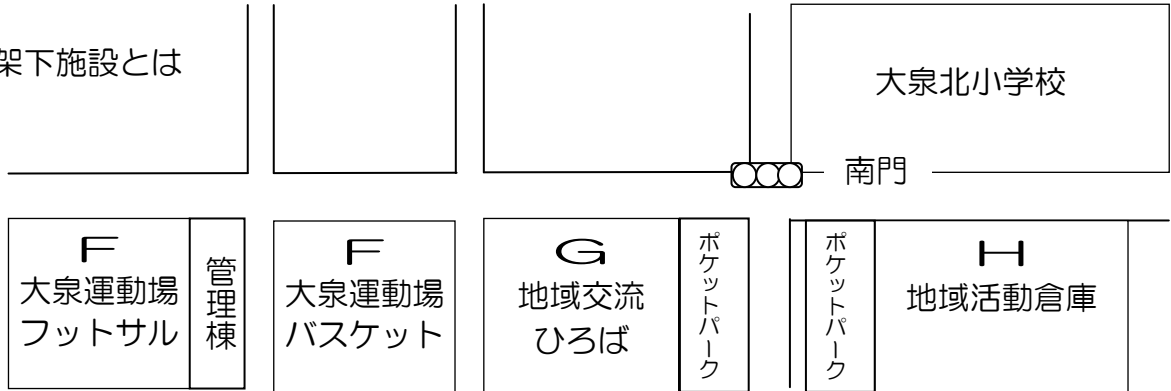 架下施設とは
大泉北小学校
南門
F
大泉運動場
フットサル
管理棟
F
大泉運動場
バスケット
G
地域交流
ひろば
ポケットパーク
ポケットパーク
H
地域活動倉庫